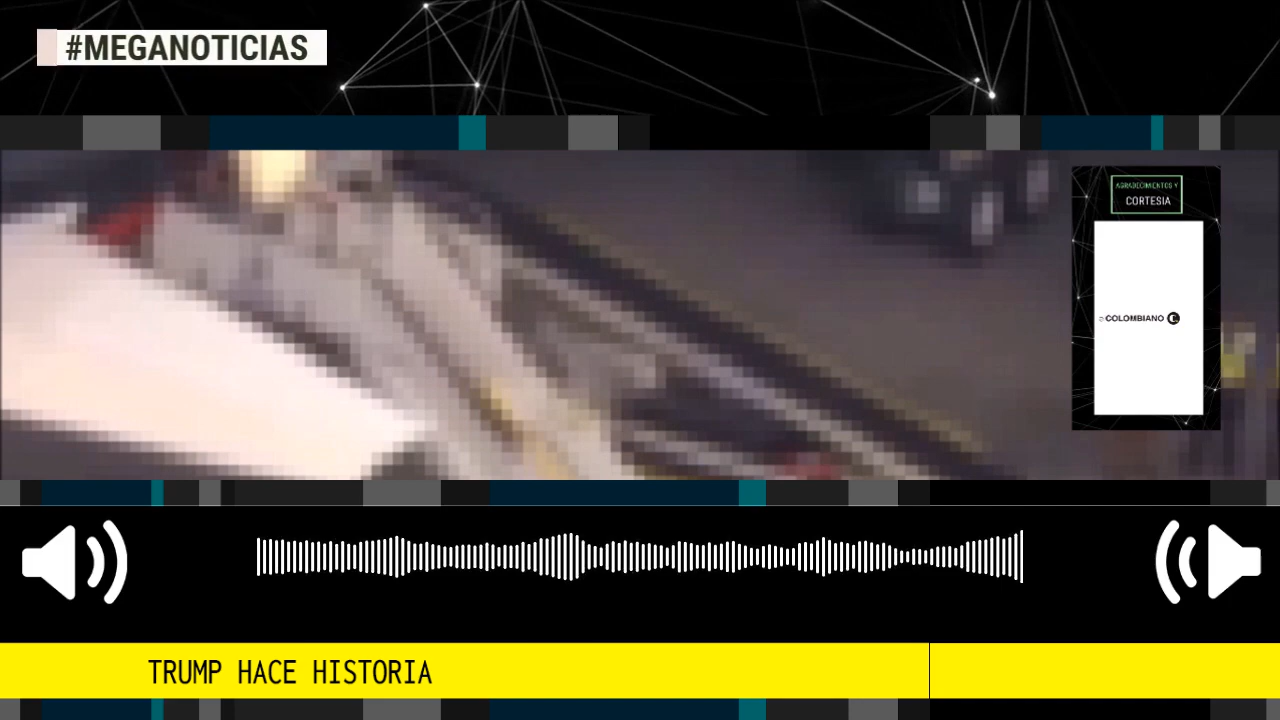 #MEGANOTICIAS
AGRADECIMIENTOS Y
CORTESIA
COLOMBIANO
TRUMP HACE HISTORIA